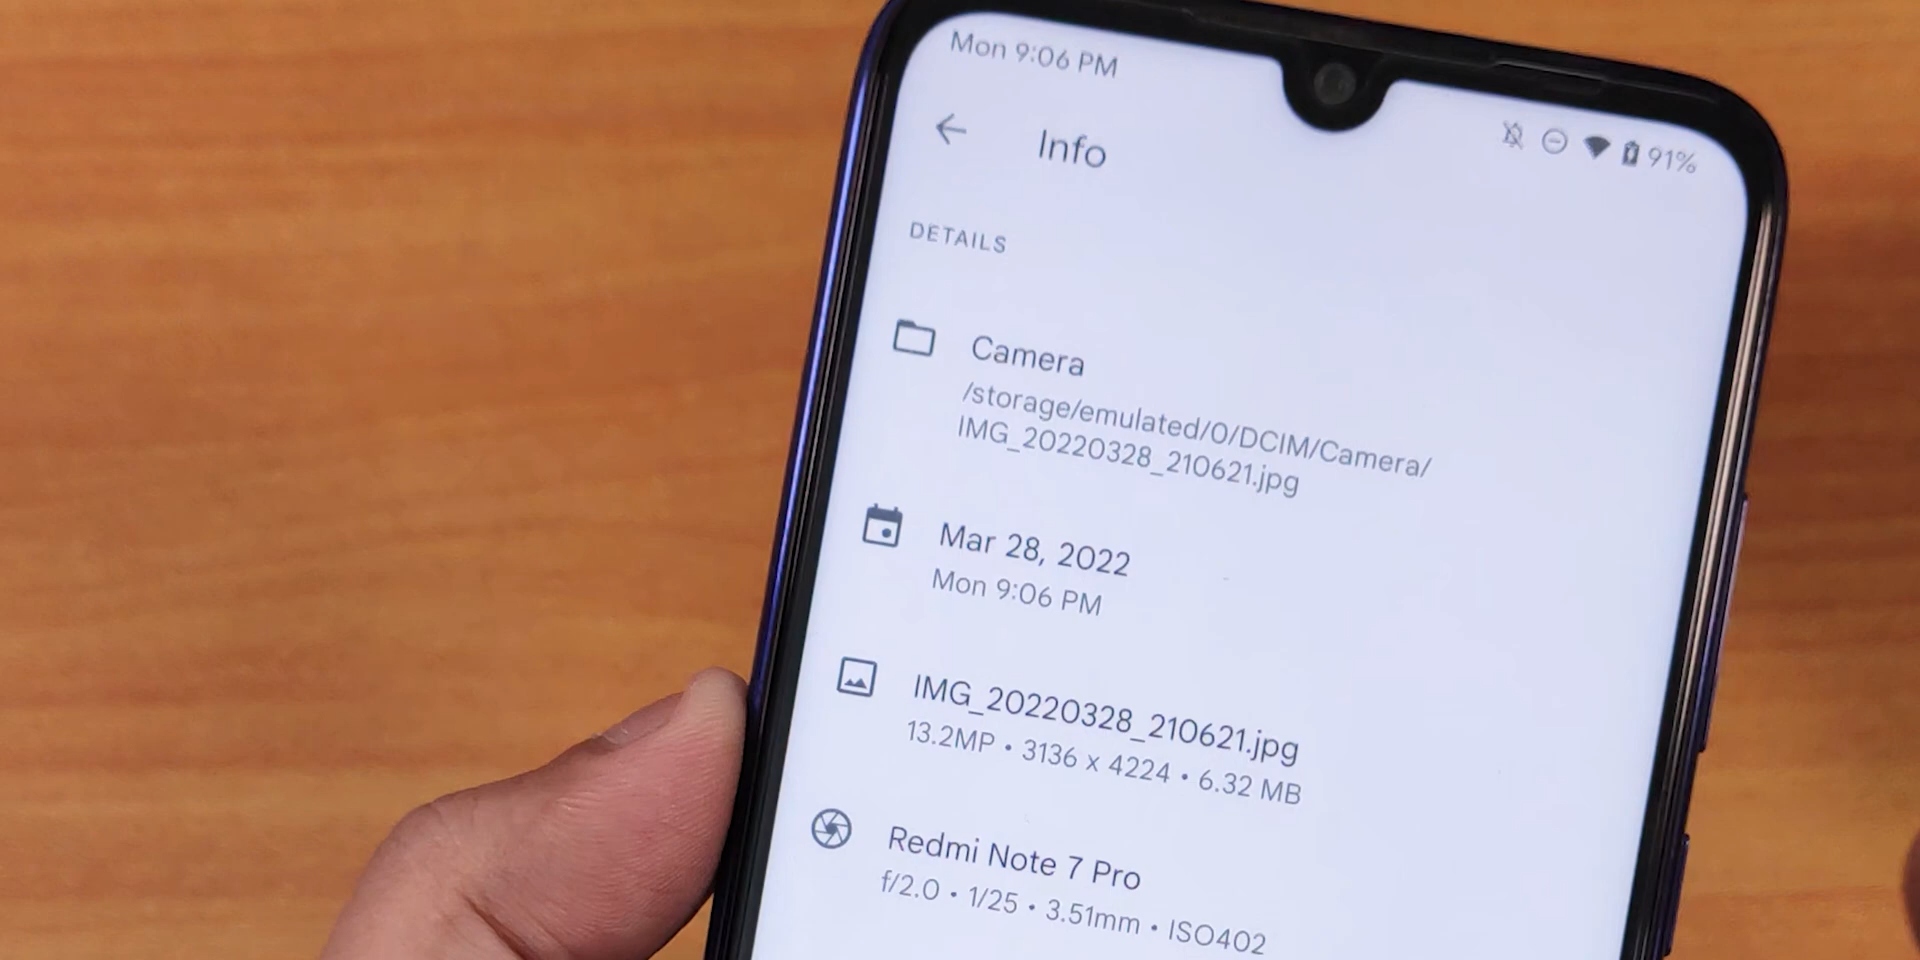 Mon 9:06 PM
91%
Info
DETAILS
Camera
/storage/emulated/0/DCIM/Camera/
IMG_20220328_210621.jpg
Mar 28, 2022
Mon 9:06 PM
IMG_20220328_210621.jpg
13.2MP • 3136 x 4224 • 6.32 MB
Redmi Note 7 Pro
f/2.0 • 1/25 • 3.51mm • ISO402